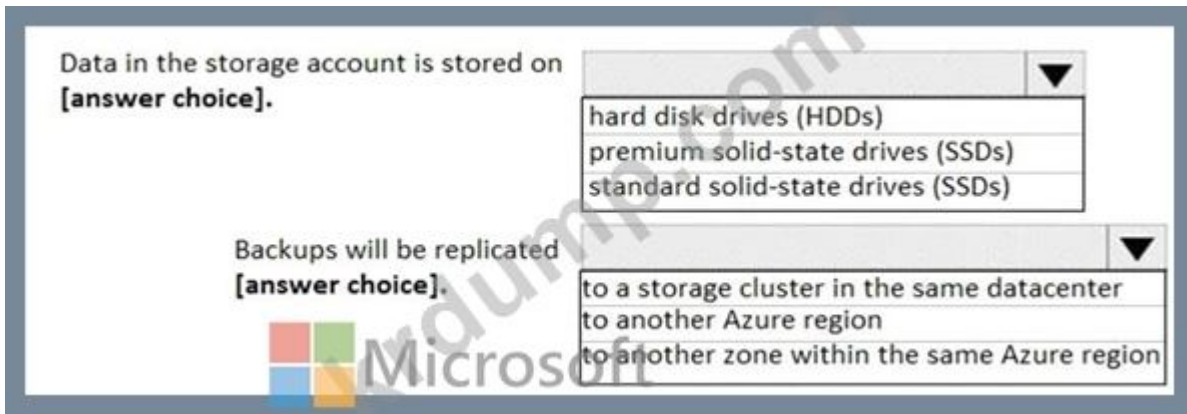 Data in the storage account is stored on
[answer choice].
hard disk drives (HDDs)
premium solid-state drives (SSDs)
standard solid-state drives (SSDs)
Backups will be replicated
[answer choice].
to a storage cluster in the same datacenter
to another Azure region
to another zone within the same Azure region
Microsoft